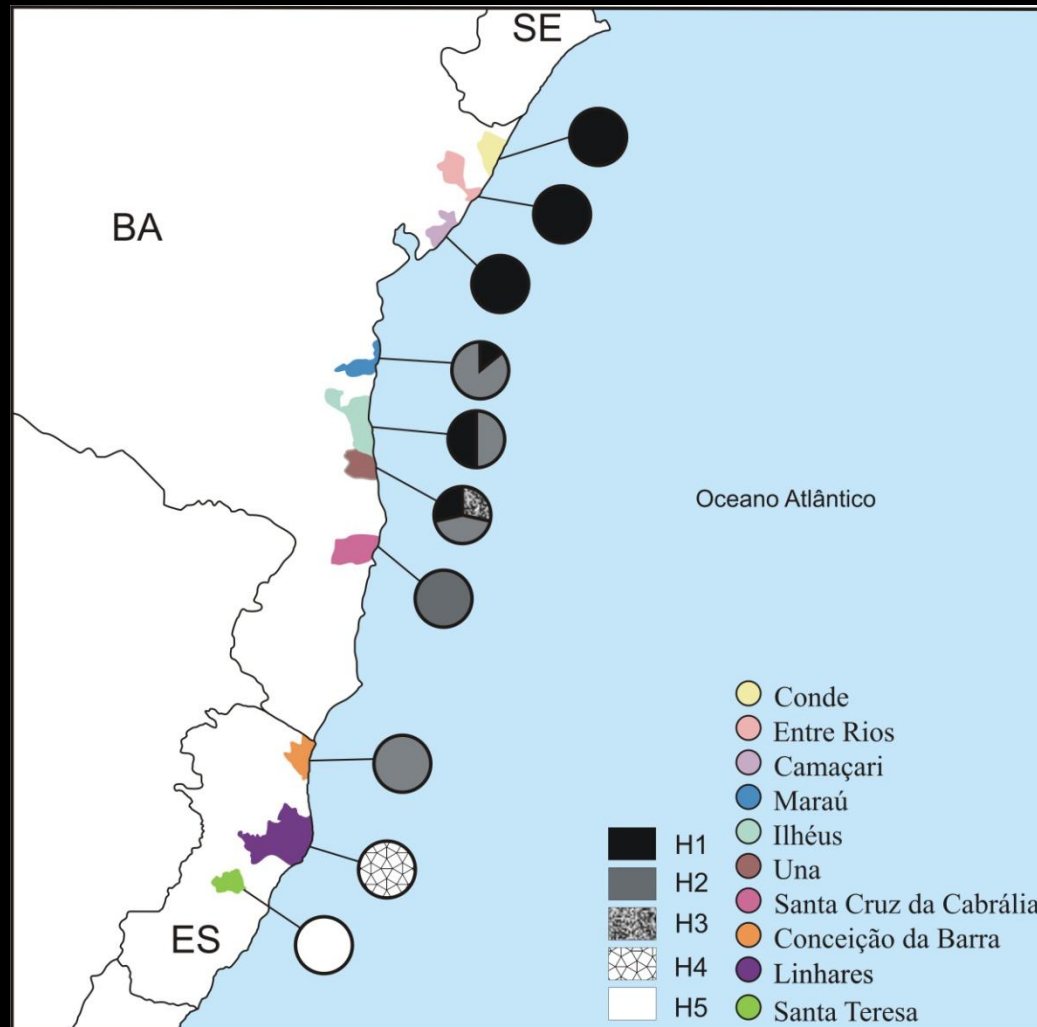 SE
BA
Oceano Atlântico
ES
H1
H2
H3
H4
H5
Conde
Entre Rios
Camaçari
Maraú
Ilhéus
Una
Santa Cruz da Cabrália
Conceição da Barra
Linhares
Santa Teresa